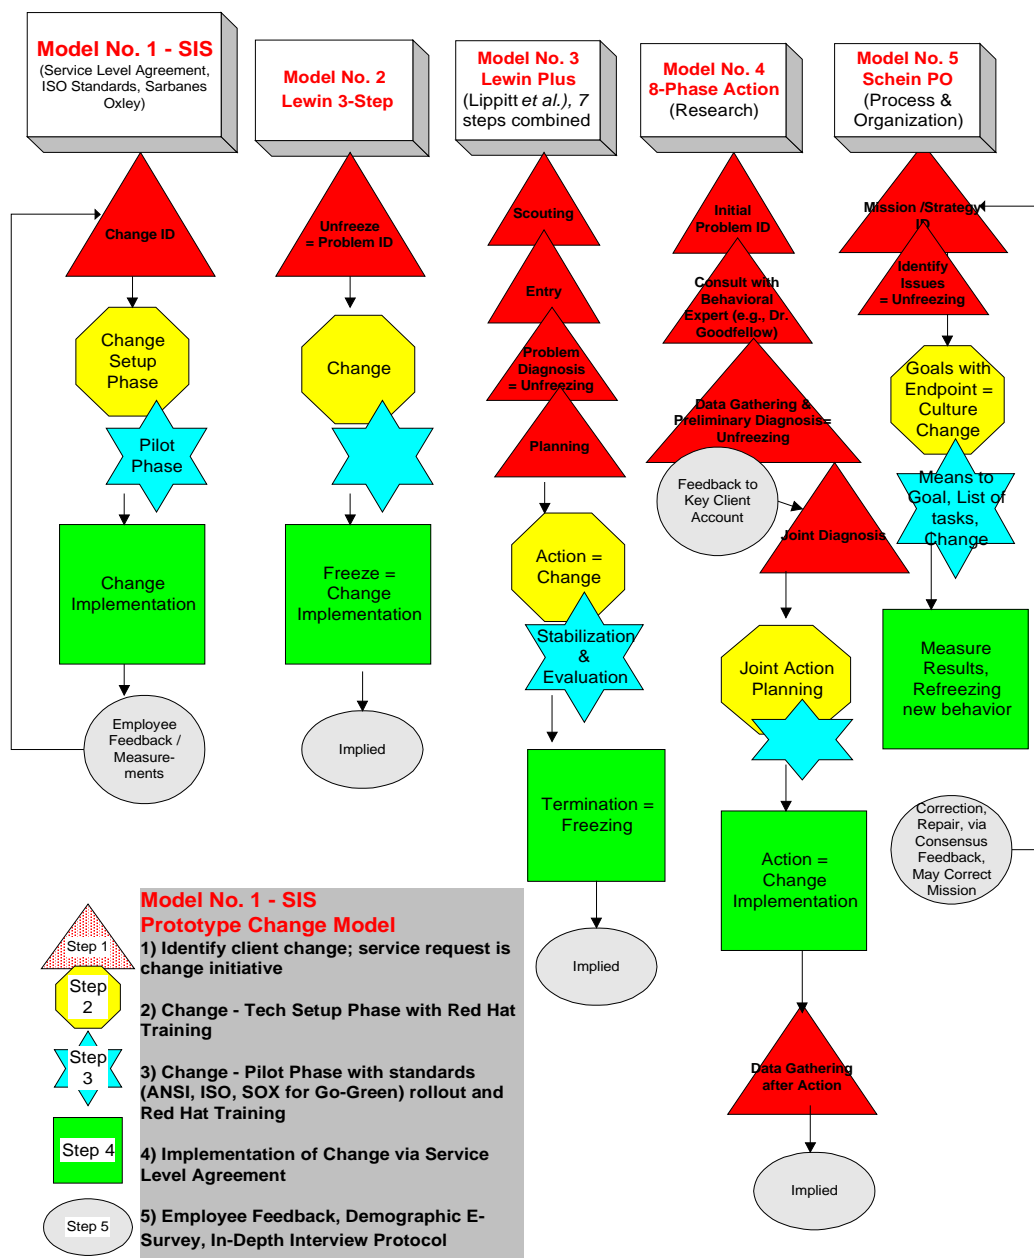 Model No. 1 - SIS
(Service Level Agreement,
ISO Standards, Sarbanes
Oxley)
Model No. 2
Lewin 3-Step
Model No. 3
Lewin Plus
(Lippitt et al.), 7
steps combined
Model No. 4
8-Phase Action
(Research)
Model No. 5
Schein PO
(Process &
Organization)
Change ID
Change
Setup
Phase
Pilot
Phase
Change
Implementation
Employee
Feedback /
Measure-
ments
Unfreeze
= Problem ID
Change
Freeze =
Change
Implementation
Implied
Scouting
Entry
Problem
Diagnosis
= Unfreezing
Planning
Action =
Change
Stabilization
&
Evaluation
Termination =
Freezing
Implied
Initial
Problem ID
Consult with
Behavioral
Expert (e.g., Dr.
Goodfellow)
Data Gathering &
Preliminary Diagnosis=
Unfreezing
Feedback to
Key Client
Account
Joint Diagnosis
Joint Action
Planning
Action =
Change
Implementation
Data Gathering
after Action
Implied
Mission /Strategy
ID
Identify
Issues
= Unfreezing
Goals with
Endpoint =
Culture
Change
Means to
Goal, List of
tasks,
Change
Measure
Results,
Refreezing
new behavior
Correction,
Repair, via
Consensus
Feedback,
May Correct
Mission
Step 1
Step
2
Step
3
Step 4
Step 5
Model No. 1 - SIS
Prototype Change Model
1) Identify client change; service request is
change initiative
2) Change - Tech Setup Phase with Red Hat
Training
3) Change - Pilot Phase with standards
(ANSI, ISO, SOX for Go-Green) rollout and
Red Hat Training
4) Implementation of Change via Service
Level Agreement
5) Employee Feedback, Demographic E-
Survey, In-Depth Interview Protocol